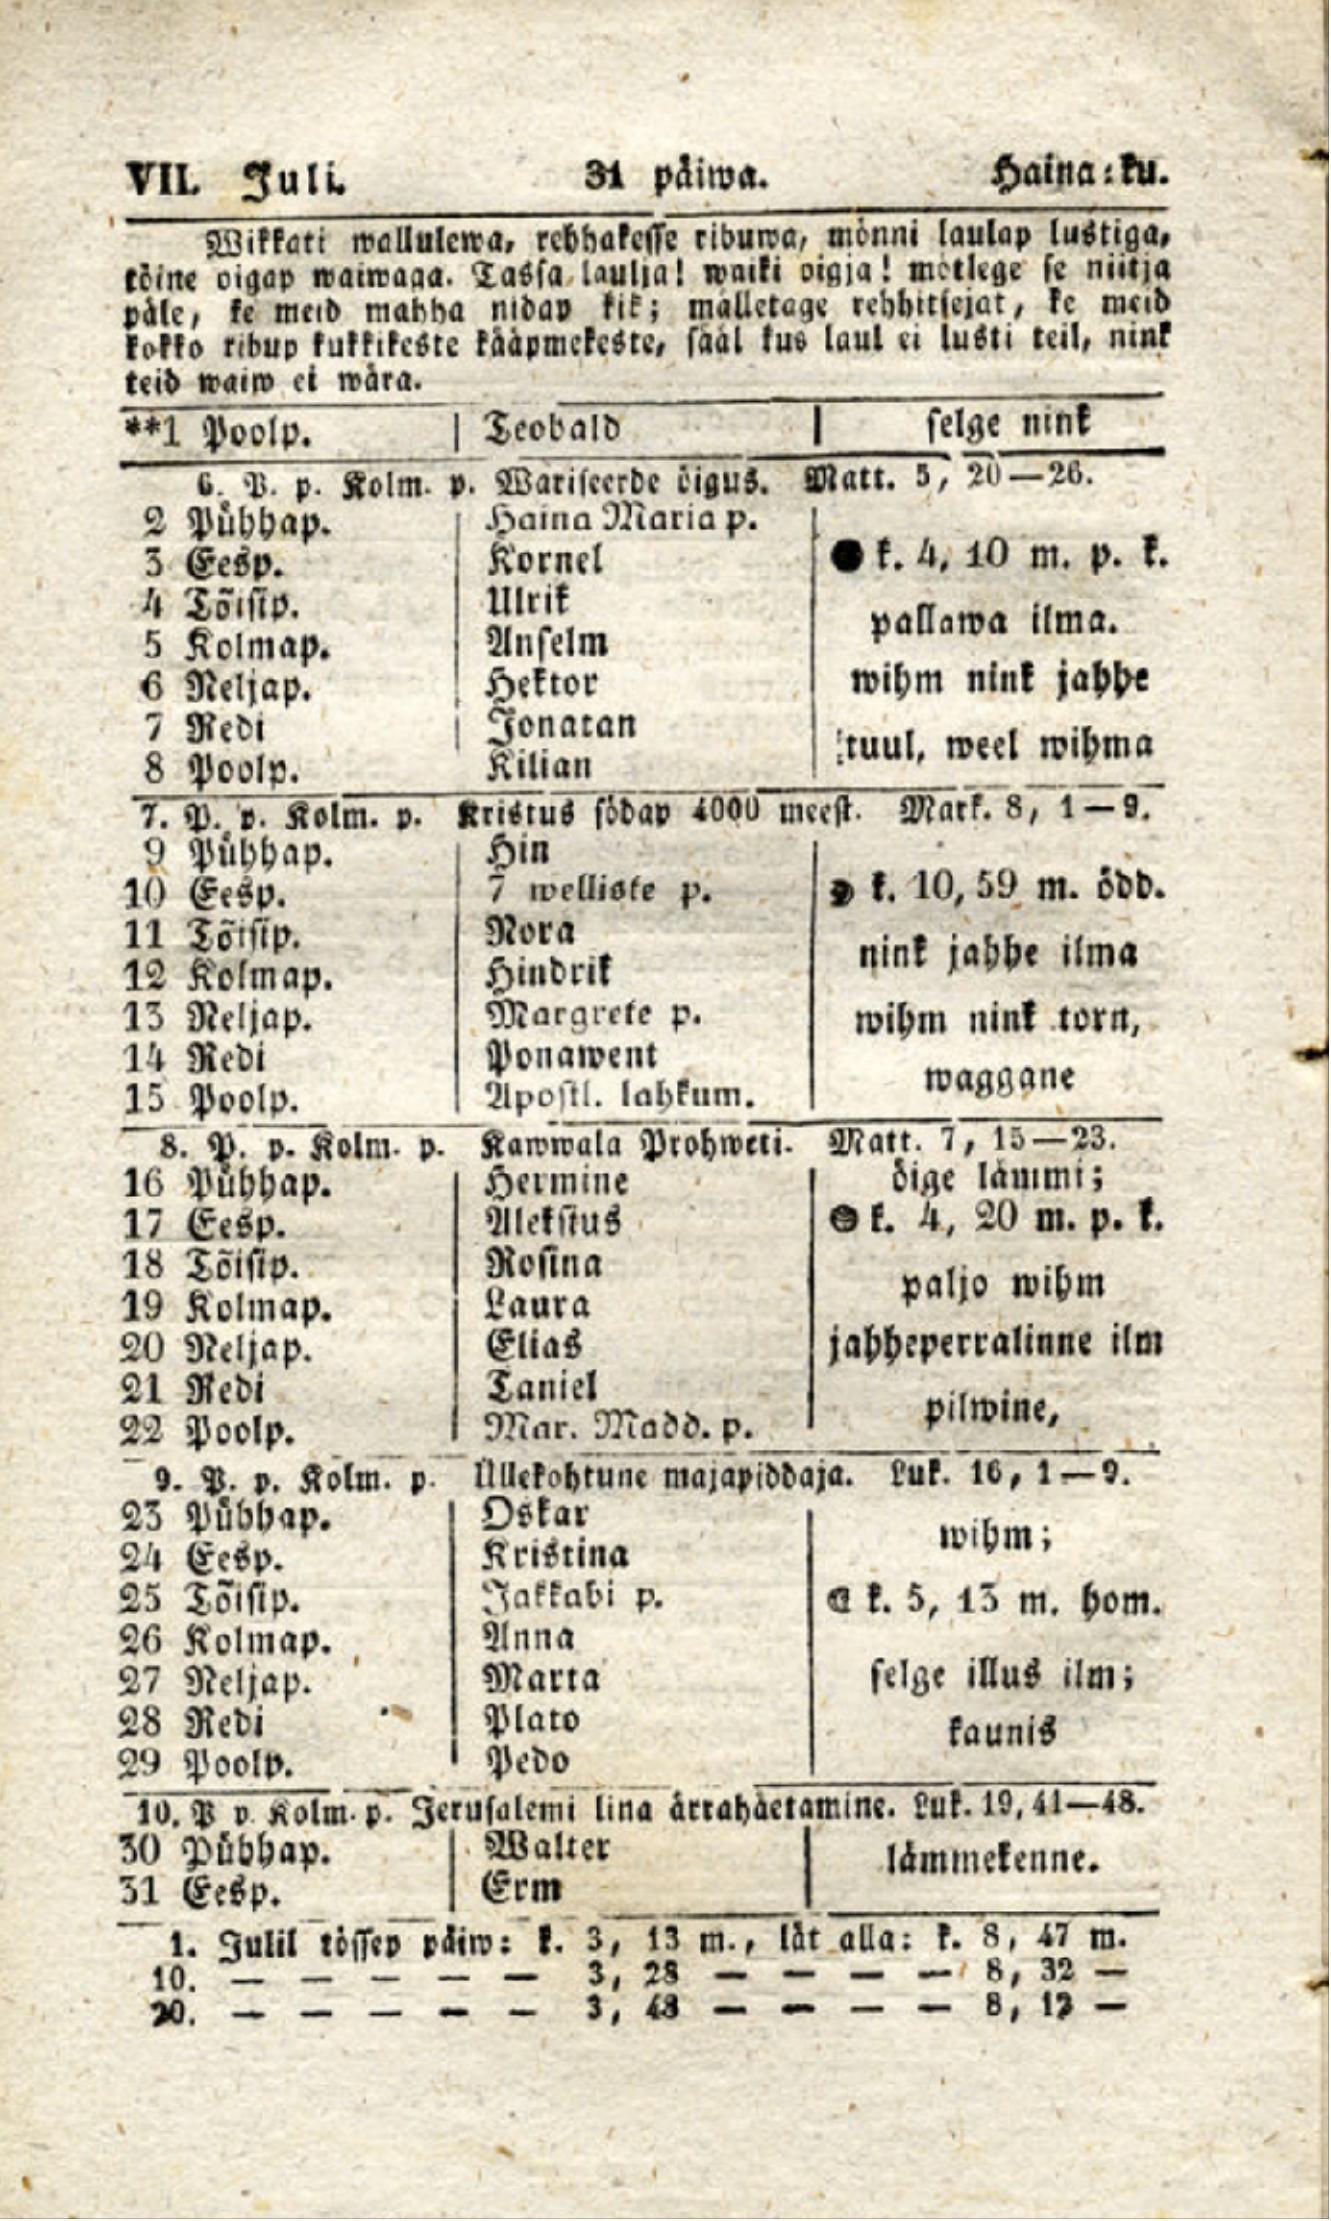 VII. Juli. 31 päiwa. Haina-ku.
Wikkati wallulewa, rehhakesse ribuwa, mönni laulap lustiga,
töine oigap waiwaga. Tassa laulja! waiki oigja! mötlege se niitja
päle, ke meid mahha nidap kik; malletage rehhitsejat, ke meid
kokko ribup kukkikeste kääpmekeste, sääl kus laul ei lusti teil, nink
teid waiw ei wära.
**1 Poolp. Teobald selge nink
6. P. p. Kolm. p. Wariseerde öigus. Matt. 5, 20—26.
2 Pühhap. Haina Maria p.
3 Eesp. Kornel ● k. 4, 10 m. p. k.
4 Tõisip. Ulrik
pallawa ilma.
5 Kolmap. Anselm
6 Neljap. Hektor wihm nink jahhe
7 Redi Jonatan
tuul, weel wihma
8 Poolp. Kilian
7. P. p. Kolm. p. Kristus södap 4000 meest. Mark. 8, 1—9.
9 Pühhap. Hin
10 Eesp. 7 welliste p. ☽ k. 10, 59 m.ödd.
11 Tõisip. Nora
nink jahhe ilma
12 Kolmap. Hindrik
13 Neljap. Margrete p. wihm nink torn,
14 Redi Ponawent
waggane
15 Poolp. Apostl. lahkum.
8. P. p. Kolm. p. Kawwala Prohweti. Matt. 7, 15—23.
16 Pühhap. Hermine öige lämmi;
17 Eesp. Aleksius k. 4, 20 m. p. k.
18 Tõisip. Rosina
paljo wihm
19 Kolmap. Laura
20 Neljap. Elias jahheperralinne ilm
21 Redi Taniel
pilwine,
22 Poolp. Mar. Madd. p.
9. P. p. Kolm. p. Üllekohtune majapiddaja. Luk. 16, 1—9.
23 Pühhap. Oskar
wihm;
24 Eesp. Kristina
25 Tõisip. Jakkabi p. ☾ k. 5, 13 m. hom.
26 Kolmap. Anna
27 Neljap. Marta selge illus ilm;
28 Redi Plato
kaunis
29 Poolp. Pedo
10. P p Kolm. p. Jerusalemi lina ärrahäetamine. Luk. 19, 41—48.
30 Pühhap. Walter
lämmekenne.
31 Eesp. Erm
1. Julil tössep päiw: k. 3, 13 m., lät alla: k. 8, 47 m.
10. — — — — — 3, 28 — — — — 8, 32 —
20. — — — — — 3, 48 — — — — 8, 12 —